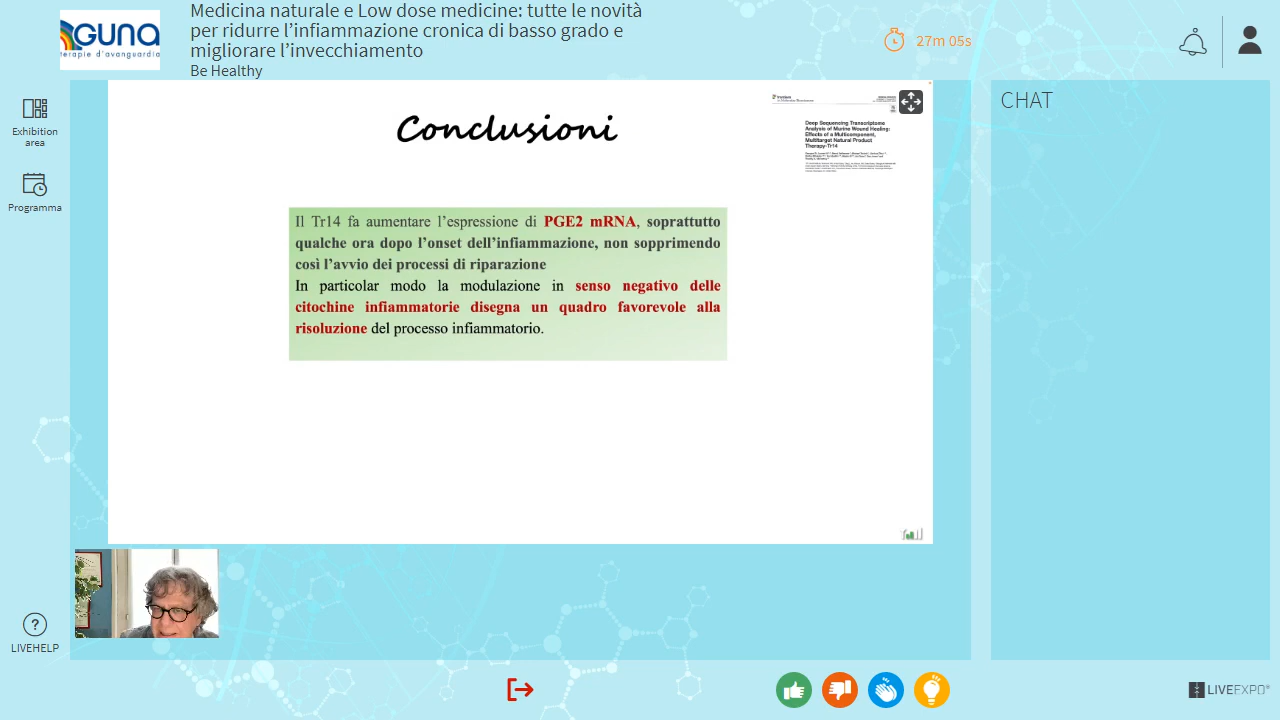 GUNA
terapie d'avanguardia
Medicina naturale e Low dose medicine: tutte le novità
per ridurre l'infiammazione cronica di basso grado e
migliorare l'invecchiamento
Be Healthy
27m 05s
Exhibition
area
Programma
LIVEHELP
CHAT
Conclusioni
Deep Sequencing Transcriptome
Analysis of Murine Wound Healing:
Effects of a Multicomponent,
Multitarget Natural Product
Therapy-Tr14
Il Tr14 fa aumentare l'espressione di PGE2 mRNA, soprattutto
qualche ora dopo l'onset dell'infiammazione, non sopprimendo
così l'avvio dei processi di riparazione
In particolar modo la modulazione in senso negativo delle
citochine infiammatorie disegna un quadro favorevole alla
risoluzione del processo infiammatorio.
LIVEEXPO